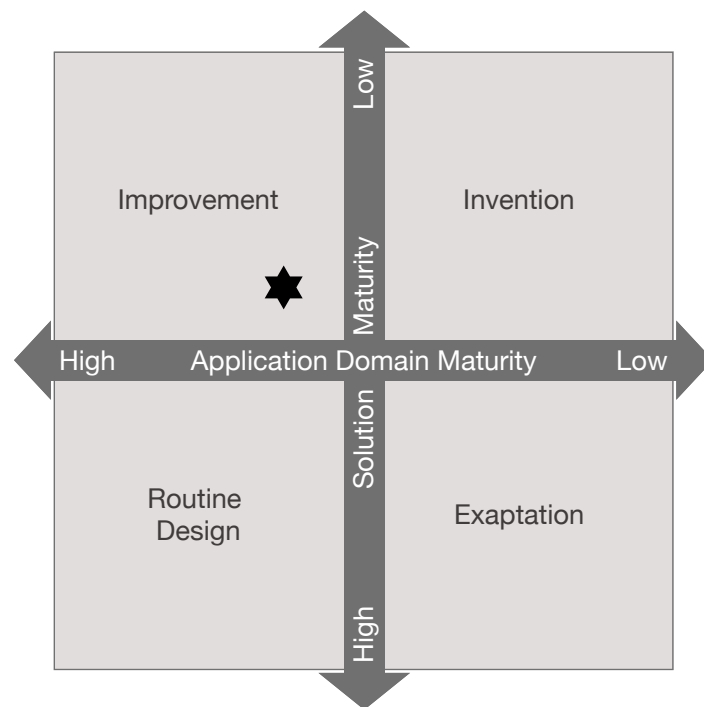 Low
Improvement
Invention
Solution Maturity
High
Application Domain Maturity
Low
Routine
Design
Exaptation
High